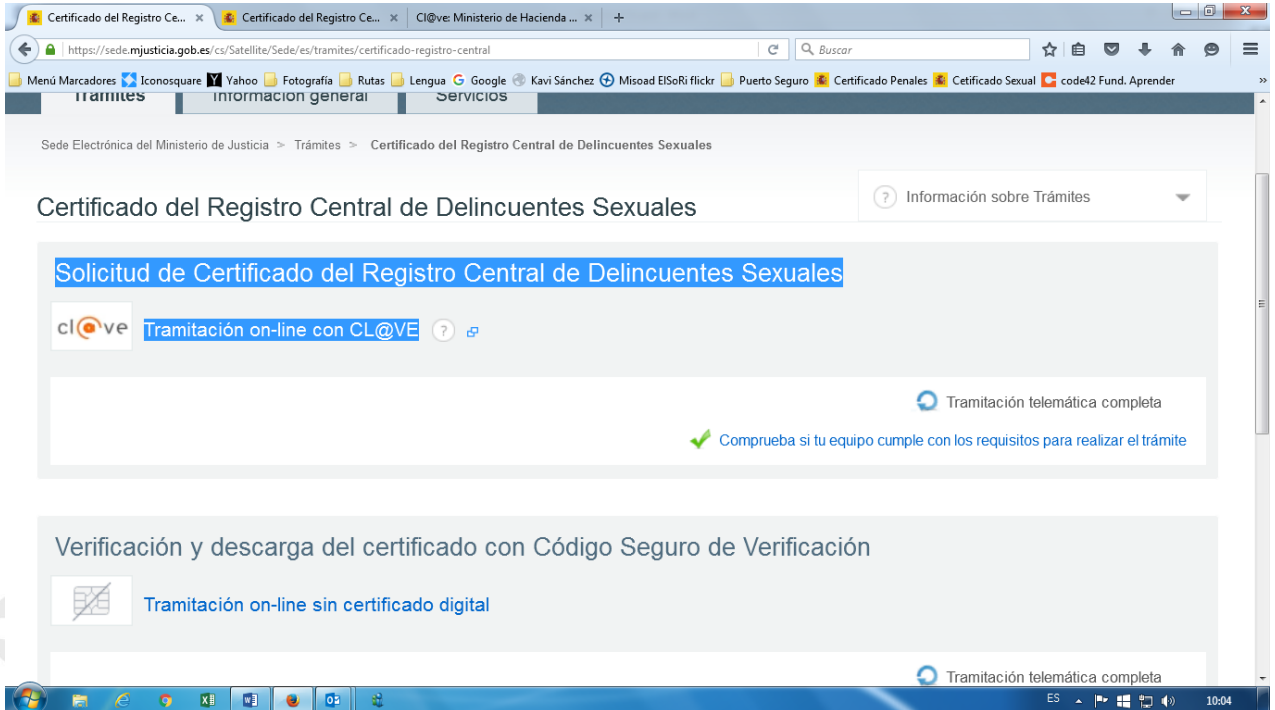 Certificado del Registro Ce...
Certificado del Registro Ce...
Cl@ve: Ministerio de Hacienda ...
https://sede.mjusticia.gob.es/cs/Satellite/Sede/es/tramites/certificado-registro-central
Buscar
Menú Marcadores Iconosquare Yahoo Fotografía Rutas Lengua Google Kavi Sánchez Misoad ElSoRi flickr Puerto Seguro Certificado Penales Cetificado Sexual code42 Fund. Aprender »
Trámites Información general Servicios
Sede Electrónica del Ministerio de Justicia > Trámites > Certificado del Registro Central de Delincuentes Sexuales
? Información sobre Trámites
Certificado del Registro Central de Delincuentes Sexuales
Solicitud de Certificado del Registro Central de Delincuentes Sexuales
cl@ve Tramitación on-line con CL@VE ?
Tramitación telemática completa
Comprueba si tu equipo cumple con los requisitos para realizar el trámite
Verificación y descarga del certificado con Código Seguro de Verificación
Tramitación on-line sin certificado digital
Tramitación telemática completa
ES 10:04